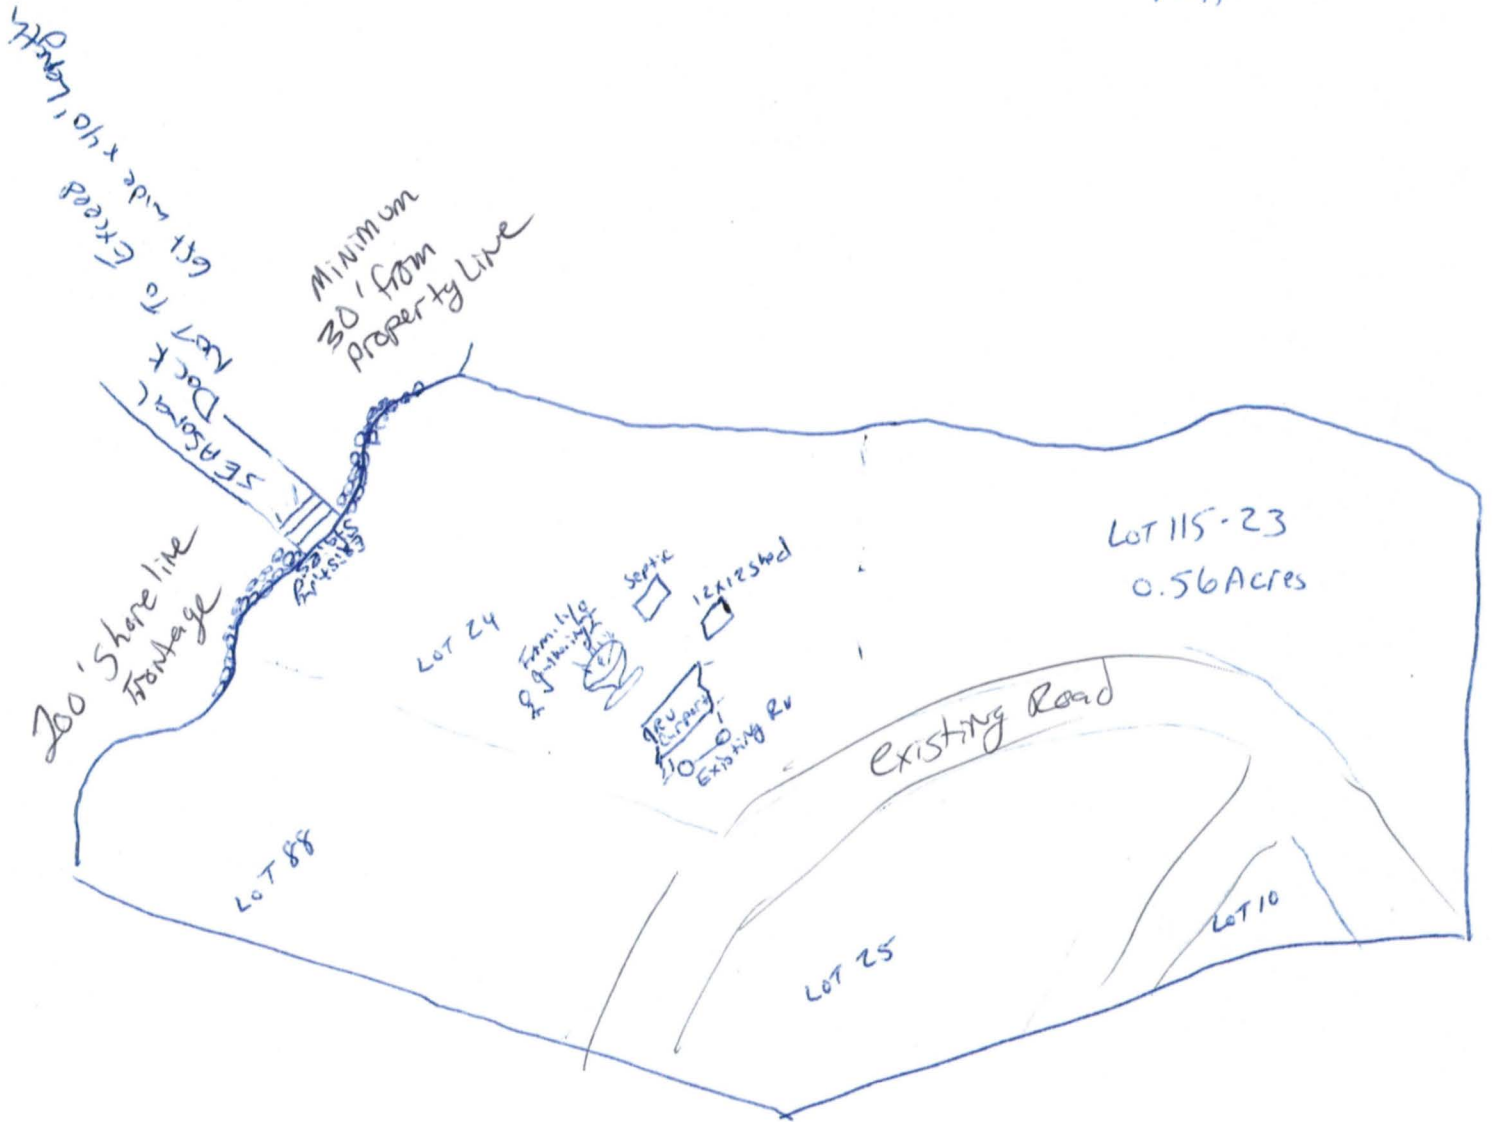 SEASONAL
DOCK
NOT TO EXCEED
6ft wide x 40' Length
MINIMUM
30' from
property Line
200' Shoreline
Frontage
Existing
LOT 24
Family
gathering
Septic
12x12 Shed
RV
Carport
Existing RV
LOT 115-23
0.56 Acres
existing Road
LOT 88
LOT 25
LOT 10